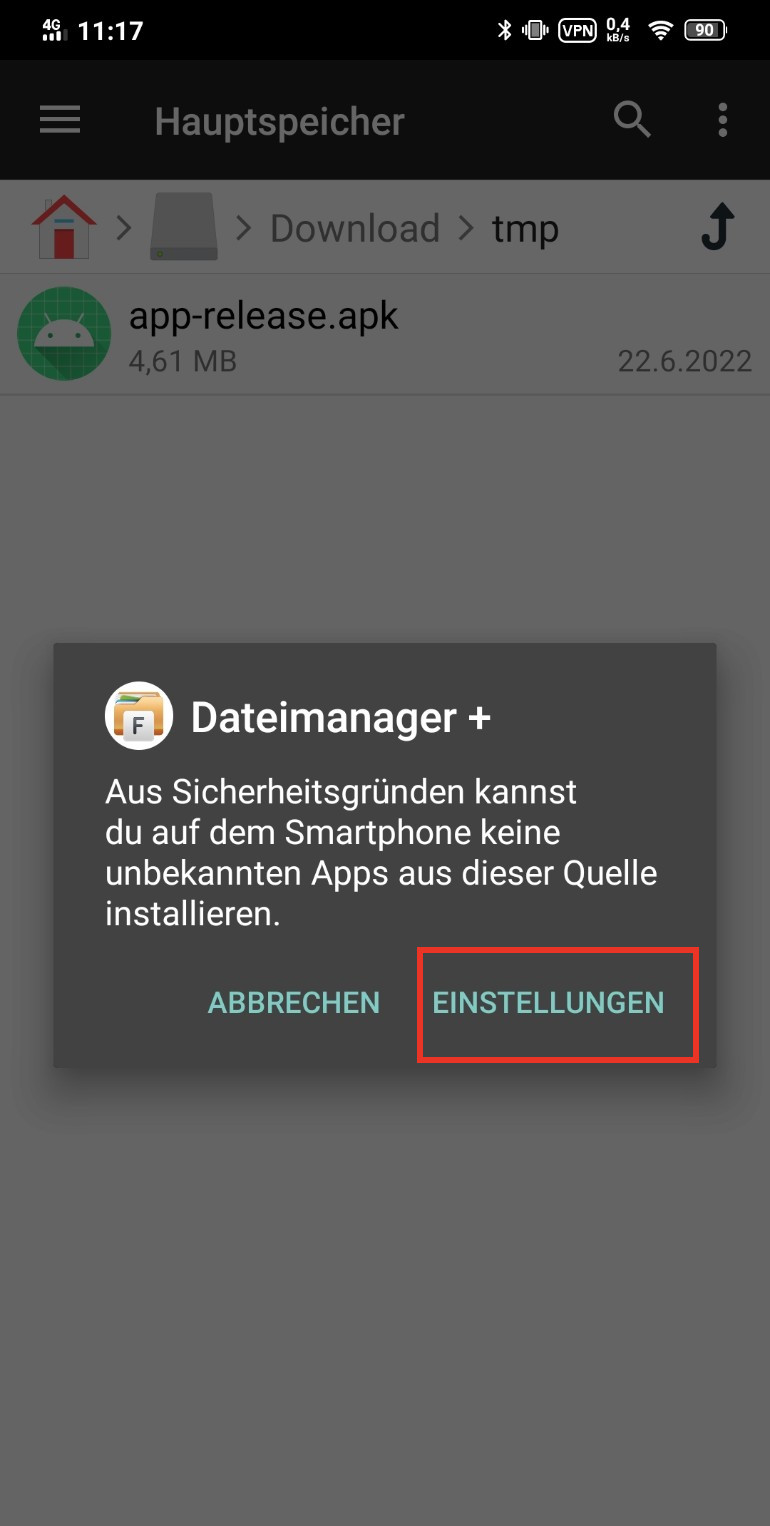 4G 11:17 VPN 0,4 kB/s 90
Hauptspeicher
Download tmp
app-release.apk
4,61 MB 22.6.2022
F Dateimanager +
Aus Sicherheitsgründen kannst
du auf dem Smartphone keine
unbekannten Apps aus dieser Quelle
installieren.
ABBRECHEN EINSTELLUNGEN